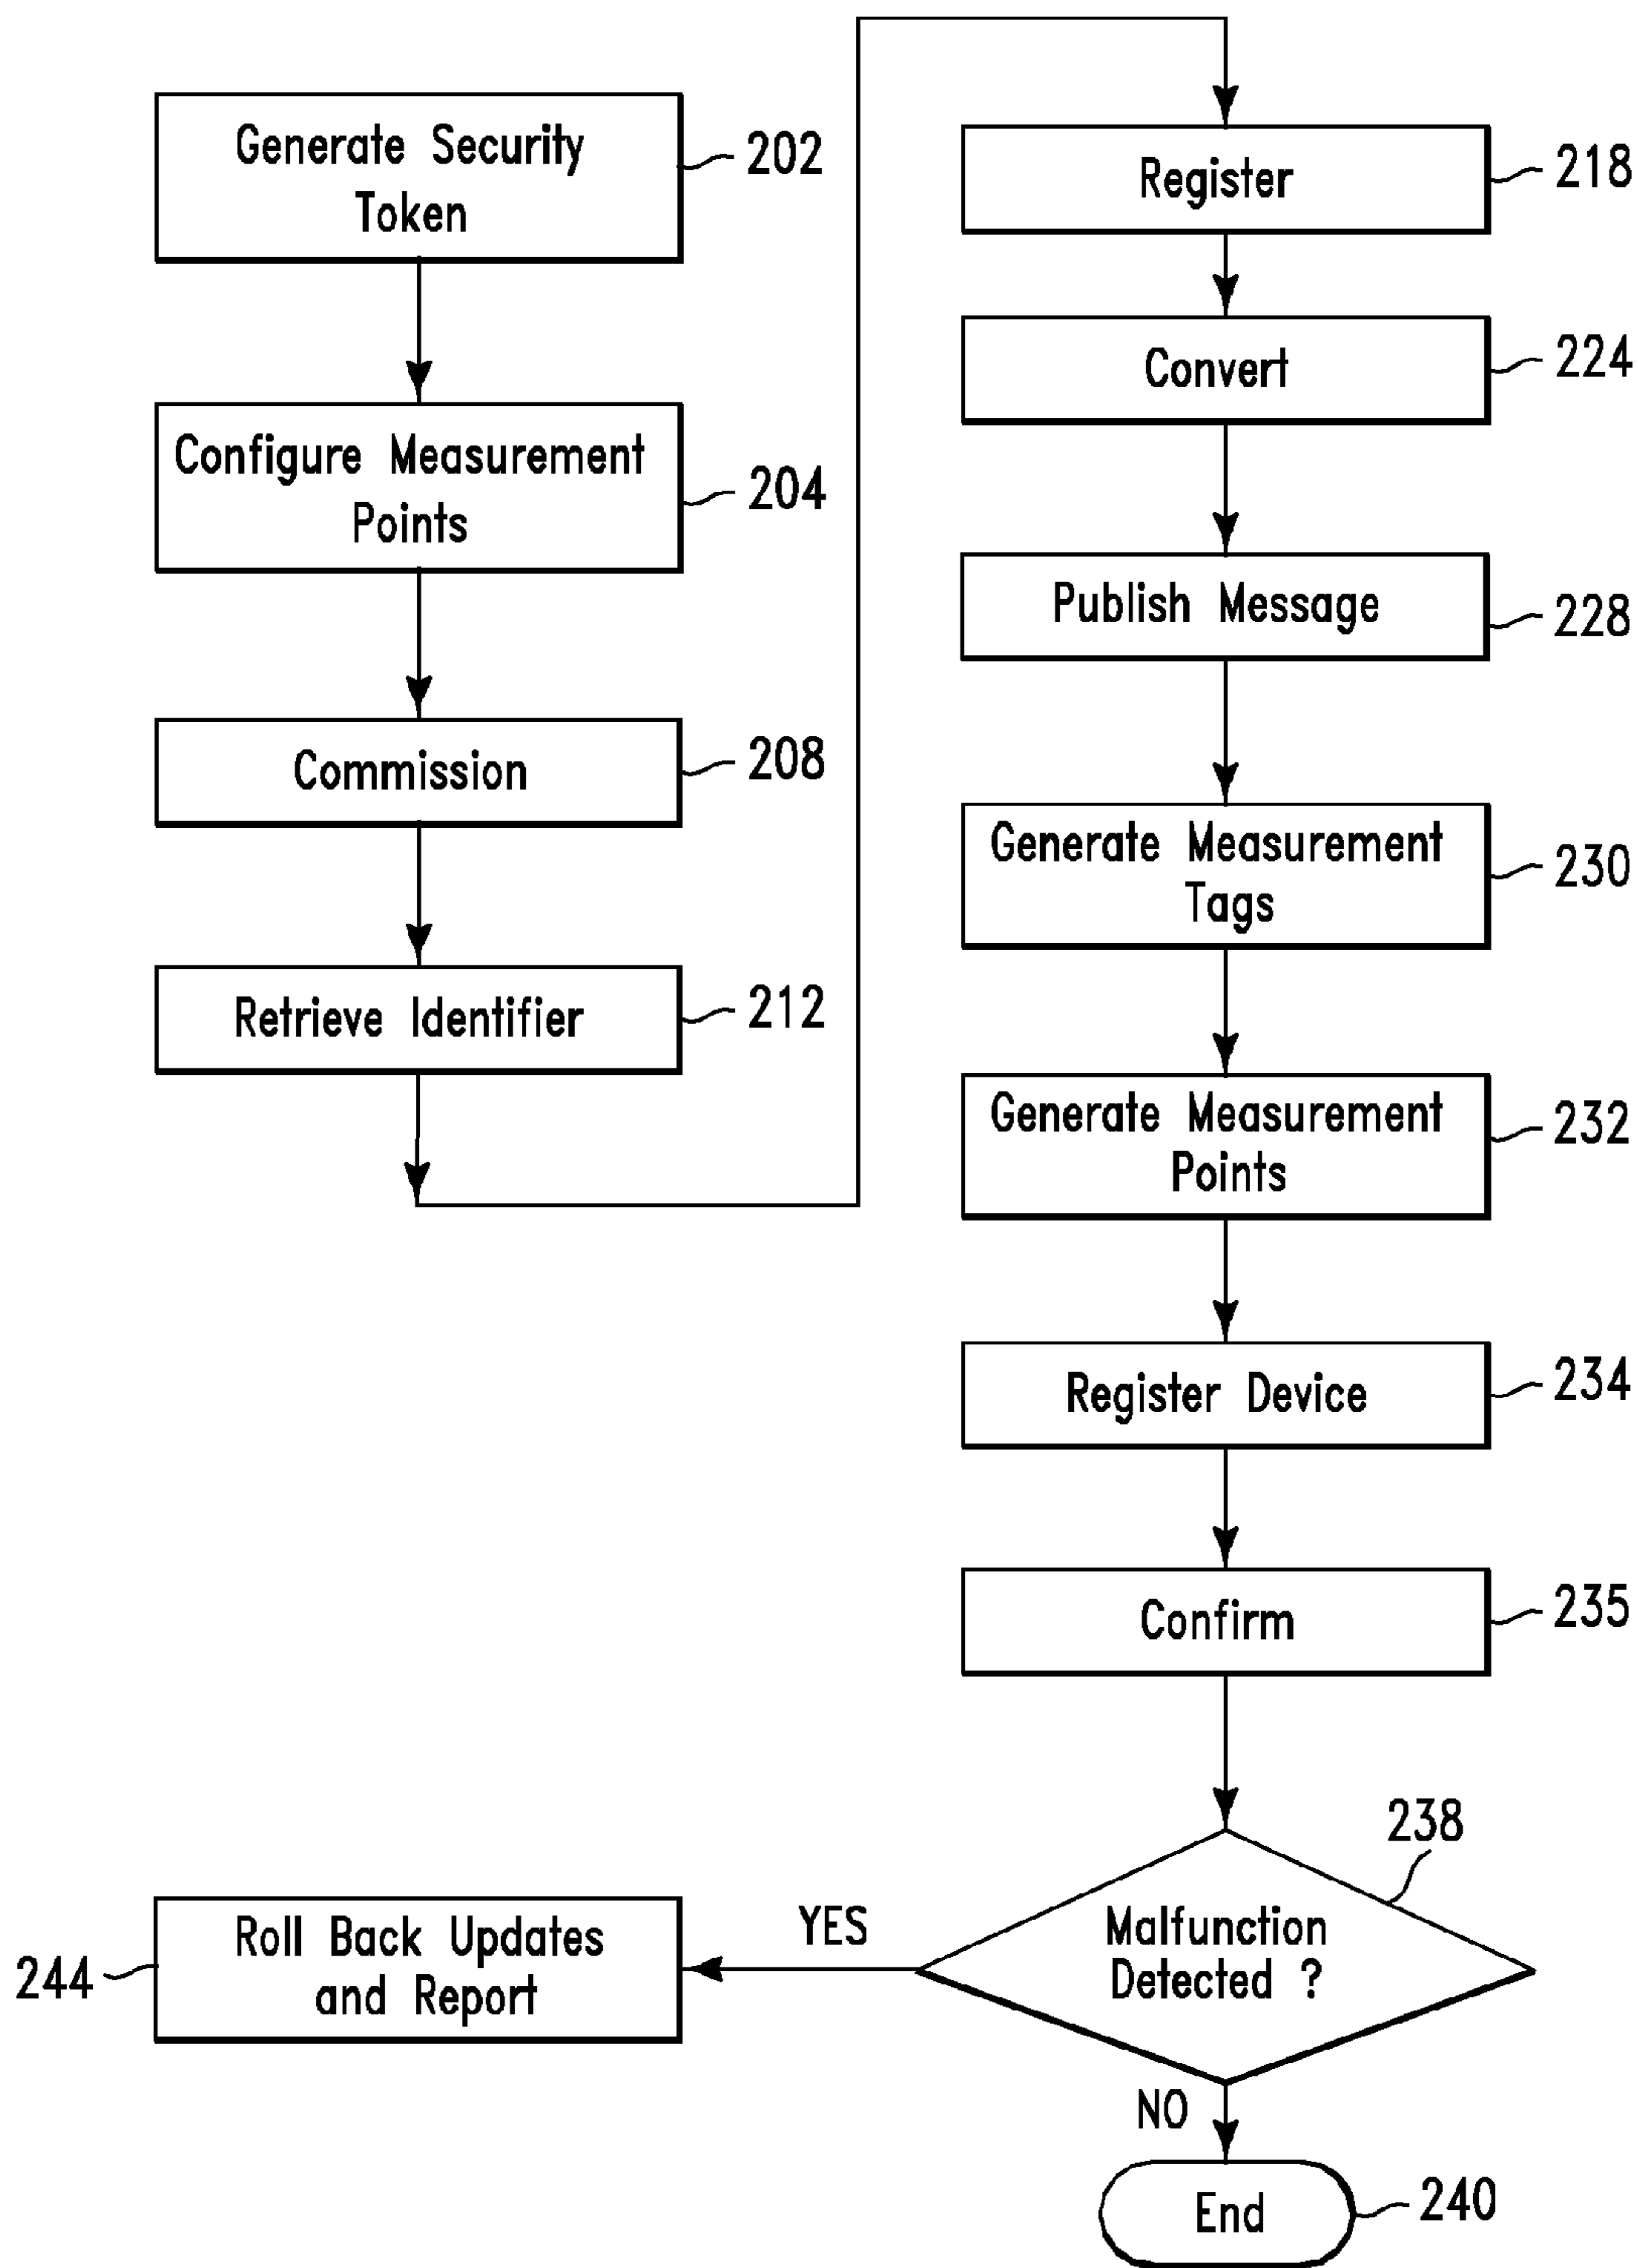 Generate Security
Token
202
Configure Measurement
Points
204
Commission
208
Retrieve Identifier
212
Register
218
Convert
224
Publish Message
228
Generate Measurement
Tags
230
Generate Measurement
Points
232
Register Device
234
Confirm
235
238
Malfunction
Detected ?
YES
Roll Back Updates
and Report
244
NO
End
240